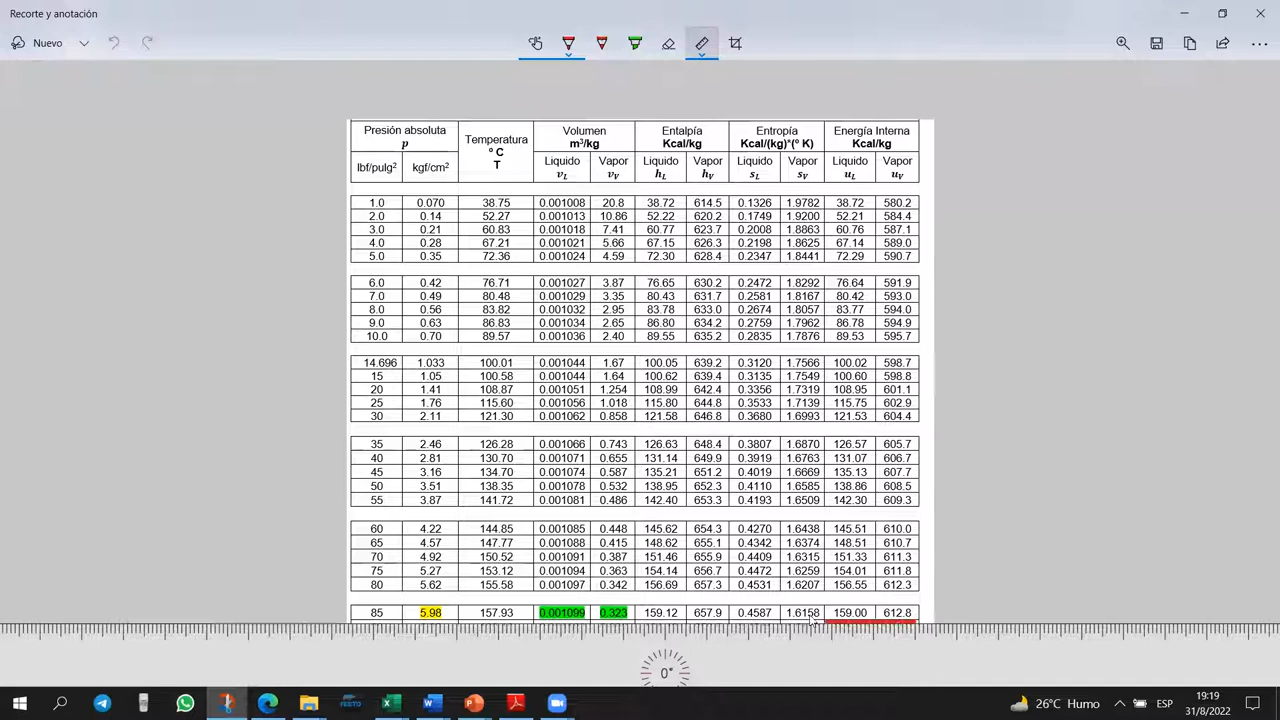 Recorte y anotación
Nuevo
Presión absoluta
p
Temperatura
º C
T
Volumen
m³/kg
Entalpía
Kcal/kg
Entropía
Kcal/(kg)*(º K)
Energía Interna
Kcal/kg
lbf/pulg² kgf/cm² Liquido Vapor Liquido Vapor Liquido Vapor Liquido Vapor
vL vV hL hV sL sV uL uV
1.0 0.070 38.75 0.001008 20.8 38.72 614.5 0.1326 1.9782 38.72 580.2
2.0 0.14 52.27 0.001013 10.86 52.22 620.2 0.1749 1.9200 52.21 584.4
3.0 0.21 60.83 0.001018 7.41 60.77 623.7 0.2008 1.8863 60.76 587.1
4.0 0.28 67.21 0.001021 5.66 67.15 626.3 0.2198 1.8625 67.14 589.0
5.0 0.35 72.36 0.001024 4.59 72.30 628.4 0.2347 1.8441 72.29 590.7
6.0 0.42 76.71 0.001027 3.87 76.65 630.2 0.2472 1.8292 76.64 591.9
7.0 0.49 80.48 0.001029 3.35 80.43 631.7 0.2581 1.8167 80.42 593.0
8.0 0.56 83.82 0.001032 2.95 83.78 633.0 0.2674 1.8057 83.77 594.0
9.0 0.63 86.83 0.001034 2.65 86.80 634.2 0.2759 1.7962 86.78 594.9
10.0 0.70 89.57 0.001036 2.40 89.55 635.2 0.2835 1.7876 89.53 595.7
14.696 1.033 100.01 0.001044 1.67 100.05 639.2 0.3120 1.7566 100.02 598.7
15 1.05 100.58 0.001044 1.64 100.62 639.4 0.3135 1.7549 100.60 598.8
20 1.41 108.87 0.001051 1.254 108.99 642.4 0.3356 1.7319 108.95 601.1
25 1.76 115.60 0.001056 1.018 115.80 644.8 0.3533 1.7139 115.75 602.9
30 2.11 121.30 0.001062 0.858 121.58 646.8 0.3680 1.6993 121.53 604.4
35 2.46 126.28 0.001066 0.743 126.63 648.4 0.3807 1.6870 126.57 605.7
40 2.81 130.70 0.001071 0.655 131.14 649.9 0.3919 1.6763 131.07 606.7
45 3.16 134.70 0.001074 0.587 135.21 651.2 0.4019 1.6669 135.13 607.7
50 3.51 138.35 0.001078 0.532 138.95 652.3 0.4110 1.6585 138.86 608.5
55 3.87 141.72 0.001081 0.486 142.40 653.3 0.4193 1.6509 142.30 609.3
60 4.22 144.85 0.001085 0.448 145.62 654.3 0.4270 1.6438 145.51 610.0
65 4.57 147.77 0.001088 0.415 148.62 655.1 0.4342 1.6374 148.51 610.7
70 4.92 150.52 0.001091 0.387 151.46 655.9 0.4409 1.6315 151.33 611.3
75 5.27 153.12 0.001094 0.363 154.14 656.7 0.4472 1.6259 154.01 611.8
80 5.62 155.58 0.001097 0.342 156.69 657.3 0.4531 1.6207 156.55 612.3
85 5.98 157.93 0.001099 0.323 159.12 657.9 0.4587 1.6158 159.00 612.8
0°
FESTO
26°C Humo
ESP
19:19
31/8/2022